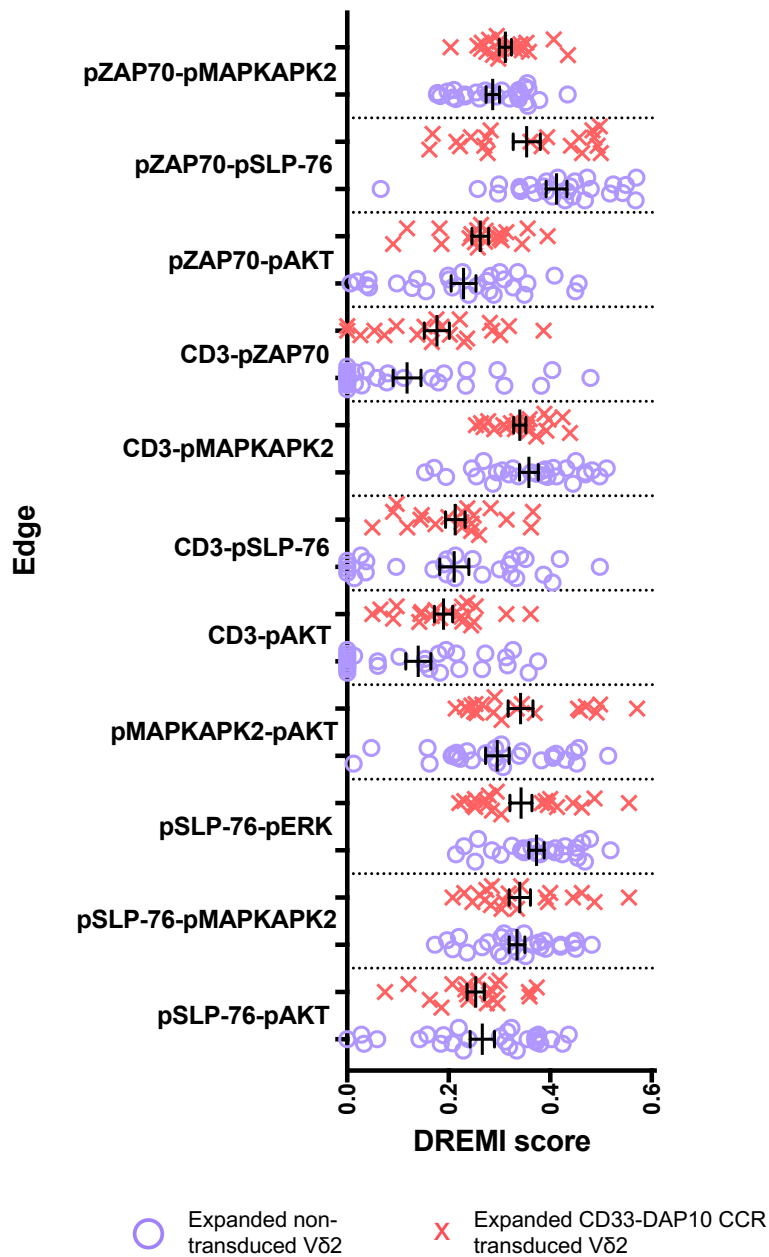 pZAP70-pMAPKAPK2
pZAP70-pSLP-76
pZAP70-pAKT
CD3-pZAP70
CD3-pMAPKAPK2
CD3-pSLP-76
CD3-pAKT
pMAPKAPK2-pAKT
pSLP-76-pERK
pSLP-76-pMAPKAPK2
pSLP-76-pAKT
Edge
0.0
0.2
0.4
0.6
DREMI score
Expanded non-
transduced Vδ2
Expanded CD33-DAP10 CCR
transduced Vδ2